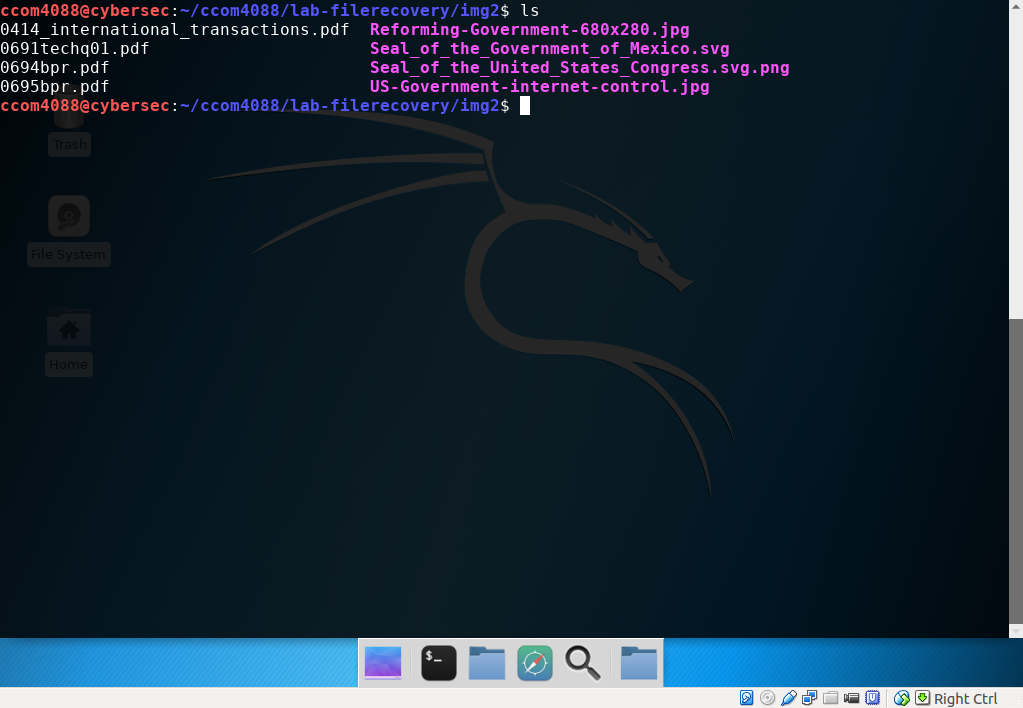 ccom4088@cybersec:~/ccom4088/lab-filerecovery/img2$ ls
0414_international_transactions.pdf  Reforming-Government-680x280.jpg
0691techq01.pdf                      Seal_of_the_Government_of_Mexico.svg
0694bpr.pdf                          Seal_of_the_United_States_Congress.svg.png
0695bpr.pdf                          US-Government-internet-control.jpg
ccom4088@cybersec:~/ccom4088/lab-filerecovery/img2$
Trash
File System
Home
$_
Right Ctrl